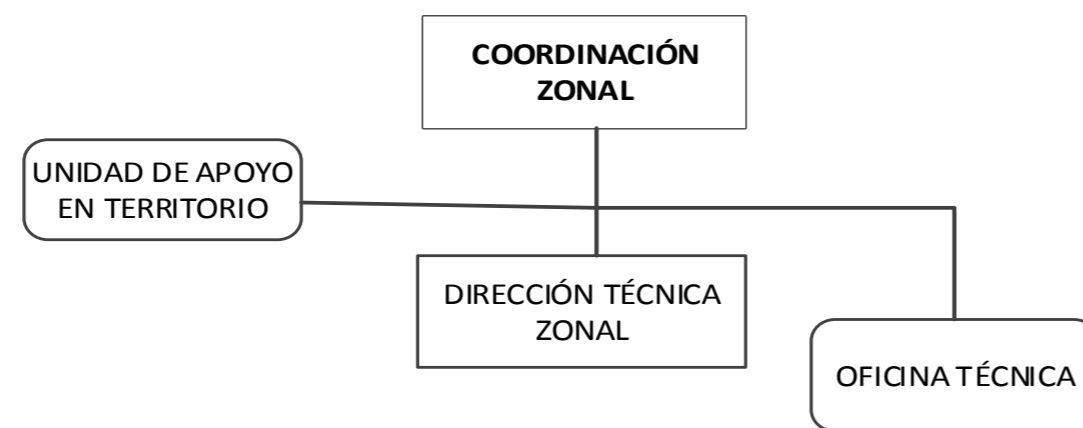 COORDINACIÓN
ZONAL
UNIDAD DE APOYO
EN TERRITORIO
DIRECCIÓN TÉCNICA
ZONAL
OFICINA TÉCNICA